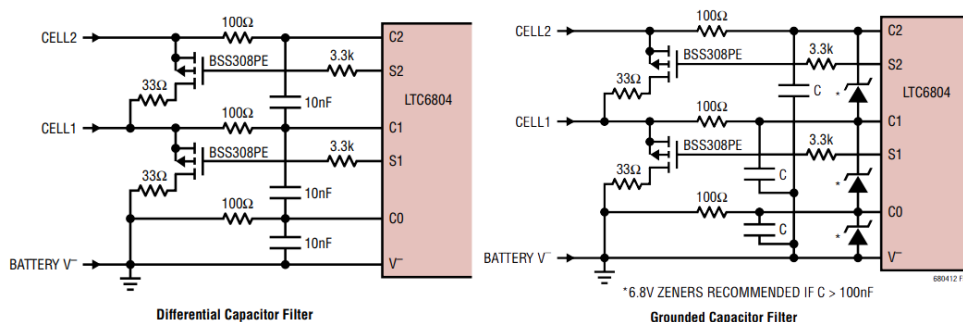 CELL2
100Ω
C2
BSS308PE
3.3k
S2
33Ω
10nF
LTC6804
CELL1
100Ω
C1
BSS308PE
3.3k
S1
33Ω
10nF
100Ω
C0
10nF
BATTERY V–
V–
Differential Capacitor Filter
CELL2
100Ω
C2
BSS308PE
3.3k
S2
33Ω
C
*
LTC6804
CELL1
100Ω
C1
BSS308PE
3.3k
S1
33Ω
C
*
100Ω
C0
C
*
BATTERY V–
V–
*6.8V ZENERS RECOMMENDED IF C > 100nF
680412 F
Grounded Capacitor Filter